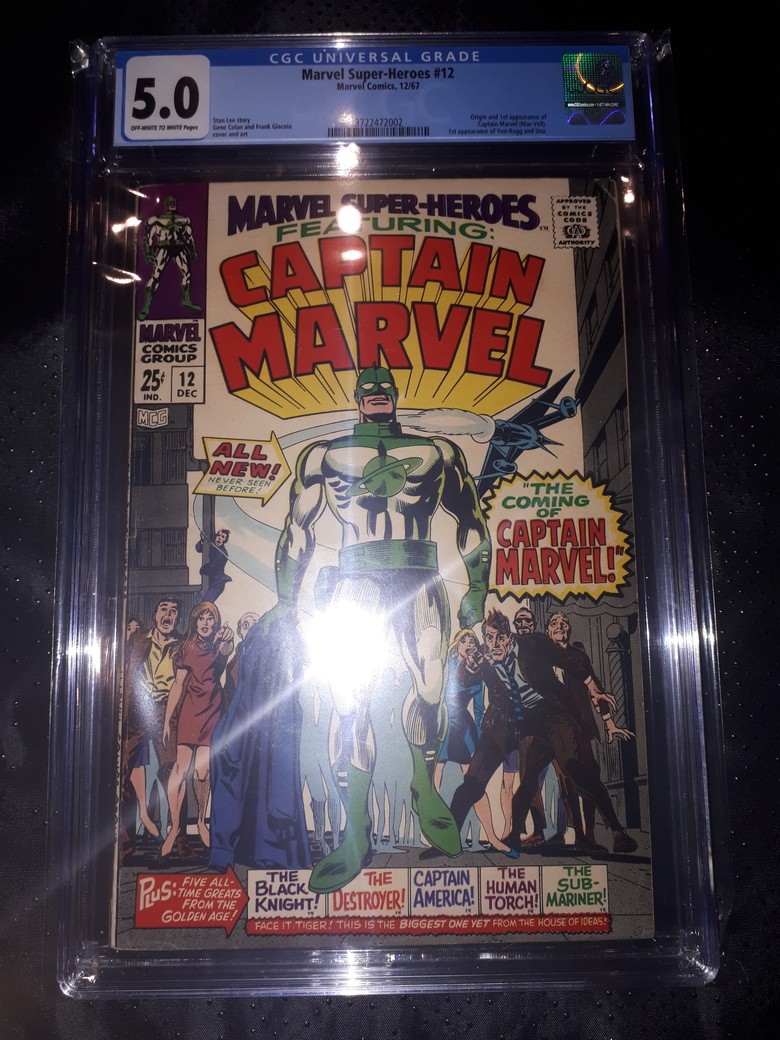 CGC UNIVERSAL GRADE
5.0
OFF-WHITE TO WHITE Pages
Marvel Super-Heroes #12
Marvel Comics, 12/67
Stan Lee story
Gene Colan and Frank Giacoia
cover and art
3722472002
Origin and 1st appearance of
Captain Marvel (Mar-Vell).
1st appearance of Yon Rogg and Una.
MARVEL SUPER-HEROES™
FEATURING:
CAPTAIN
MARVEL
APPROVED
BY THE
COMICS
CODE
AUTHORITY
MARVEL
COMICS
GROUP
25¢
IND.
12
DEC
MCG
ALL
NEW!
NEVER SEEN
BEFORE!
"THE
COMING
OF
CAPTAIN
MARVEL!"
PLUS: FIVE ALL-
TIME GREATS
FROM THE
GOLDEN AGE!
THE
BLACK
KNIGHT!
THE
DESTROYER!
CAPTAIN
AMERICA!
THE
HUMAN
TORCH!
THE
SUB-
MARINER!
FACE IT TIGER! THIS IS THE BIGGEST ONE YET FROM THE HOUSE OF IDEAS!